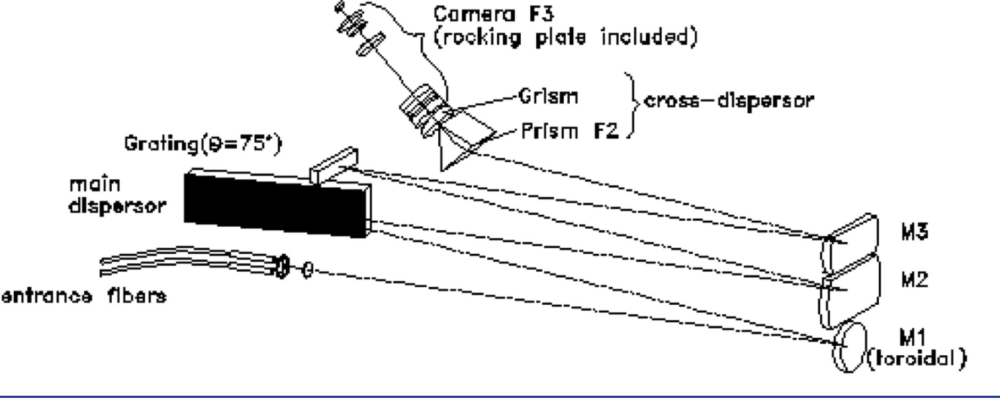 Camera F3
(rocking plate included)
Grism
cross-dispersor
Prism F2
Grating(Θ=75°)
main
dispersor
M3
M2
entrance fibers
M1
(toroidal)